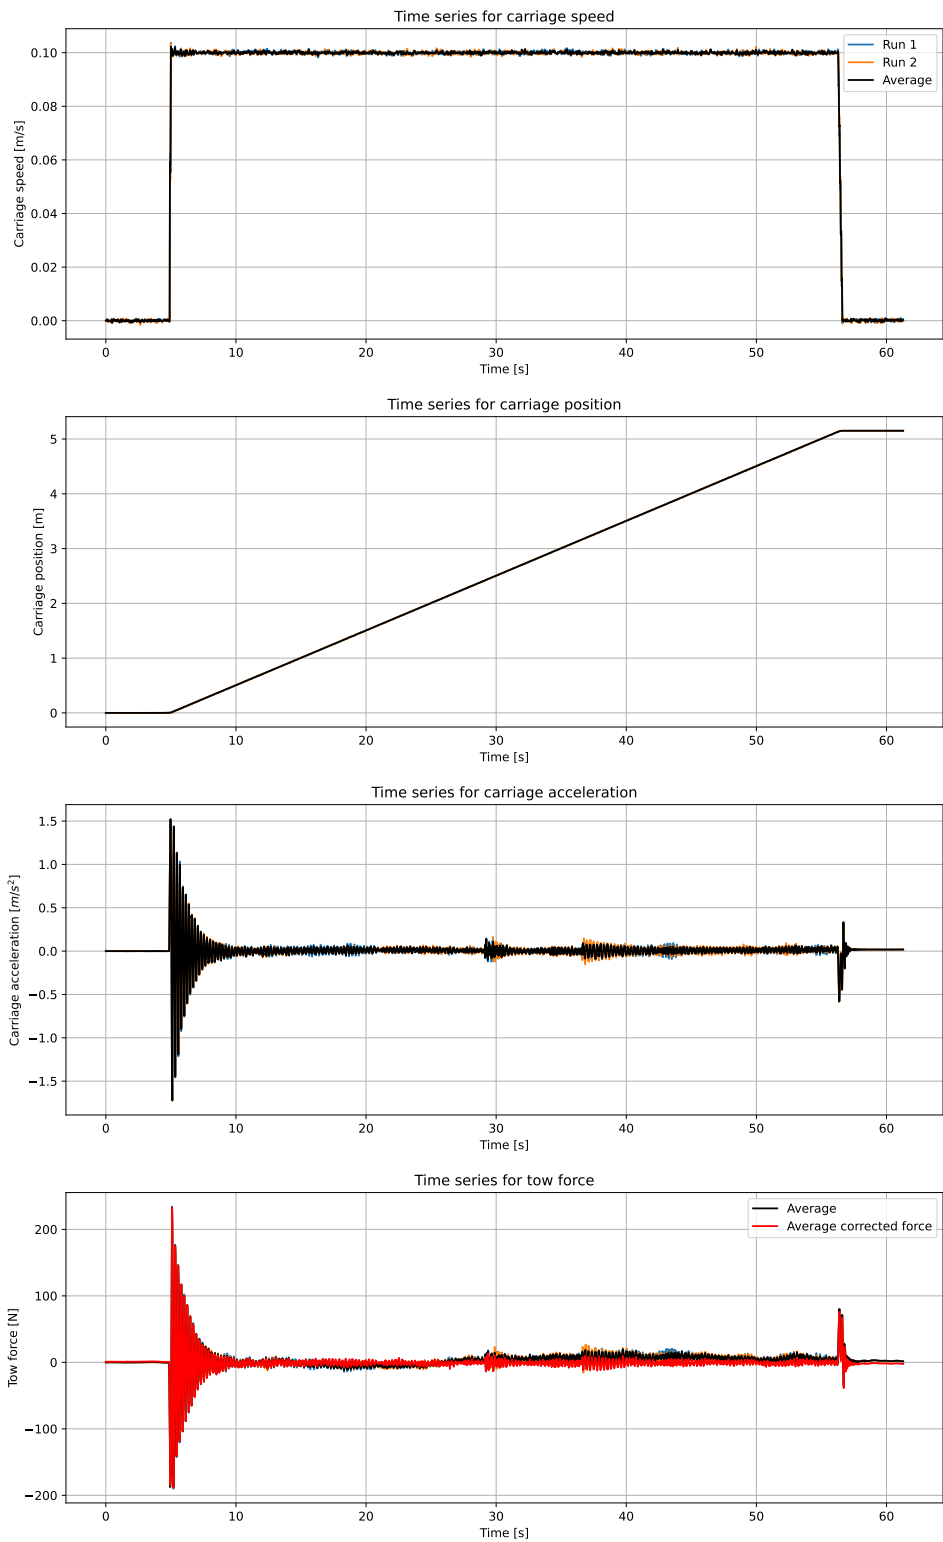 Time series for carriage speed
Carriage speed [m/s]
0.10
0.08
0.06
0.04
0.02
0.00
Run 1
Run 2
Average
0 10 20 30 40 50 60
Time [s]
Time series for carriage position
Carriage position [m]
5
4
3
2
1
0
0 10 20 30 40 50 60
Time [s]
Time series for carriage acceleration
Carriage acceleration [m/s²]
1.5
1.0
0.5
0.0
−0.5
−1.0
−1.5
0 10 20 30 40 50 60
Time [s]
Time series for tow force
Tow force [N]
200
100
0
−100
−200
Average
Average corrected force
0 10 20 30 40 50 60
Time [s]